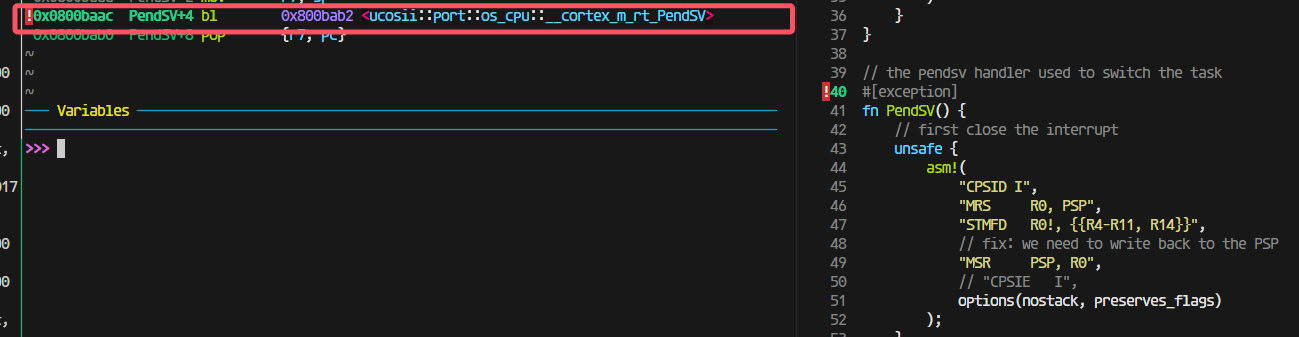 !0x0800baac  PendSV+4 bl      0x800bab2 <ucosii::port::os_cpu::__cortex_m_rt_PendSV>
0x0800bab0  PendSV+8 pop     {r7, pc}
~
00 ~
~
00 Variables
, >>>
017
00
00
,
36     }
37 }
38
39 // the pendsv handler used to switch the task
!40 #[exception]
41 fn PendSV() {
42     // first close the interrupt
43     unsafe {
44         asm!(
45             "CPSID I",
46             "MRS     R0, PSP",
47             "STMFD   R0!, {{R4-R11, R14}}",
48             // fix: we need to write back to the PSP
49             "MSR     PSP, R0",
50             // "CPSIE   I",
51             options(nostack, preserves_flags)
52         );